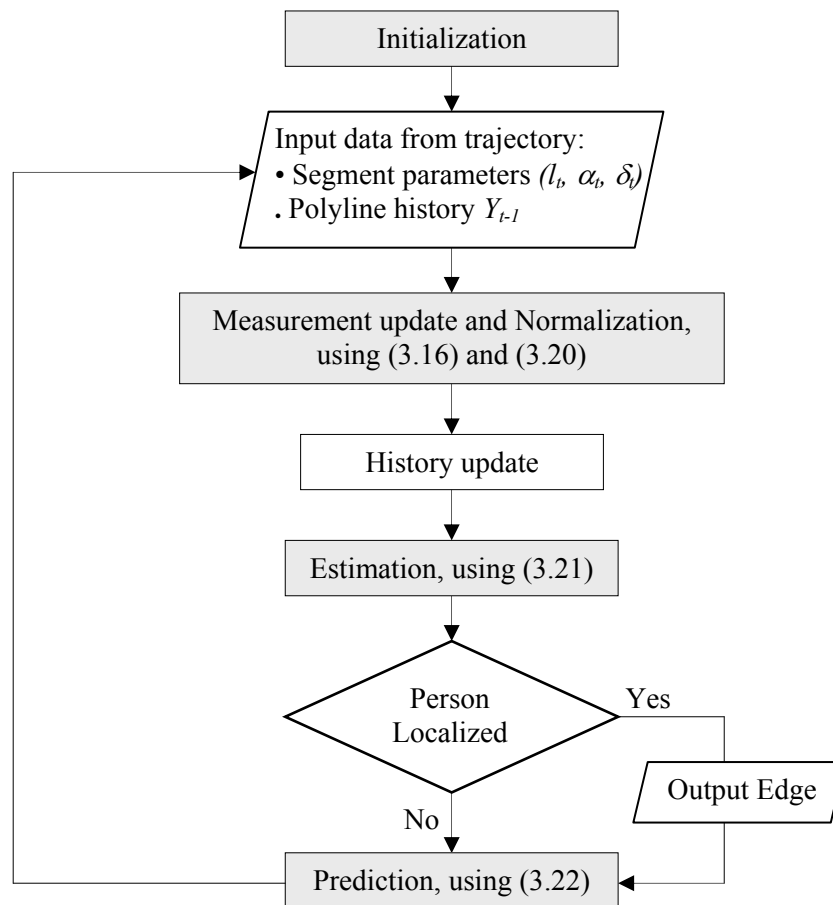 Initialization
Input data from trajectory:
• Segment parameters (lₜ, αₜ, δₜ)
. Polyline history Yₜ₋₁
Measurement update and Normalization,
using (3.16) and (3.20)
History update
Estimation, using (3.21)
Person
Localized
Yes
Output Edge
No
Prediction, using (3.22)